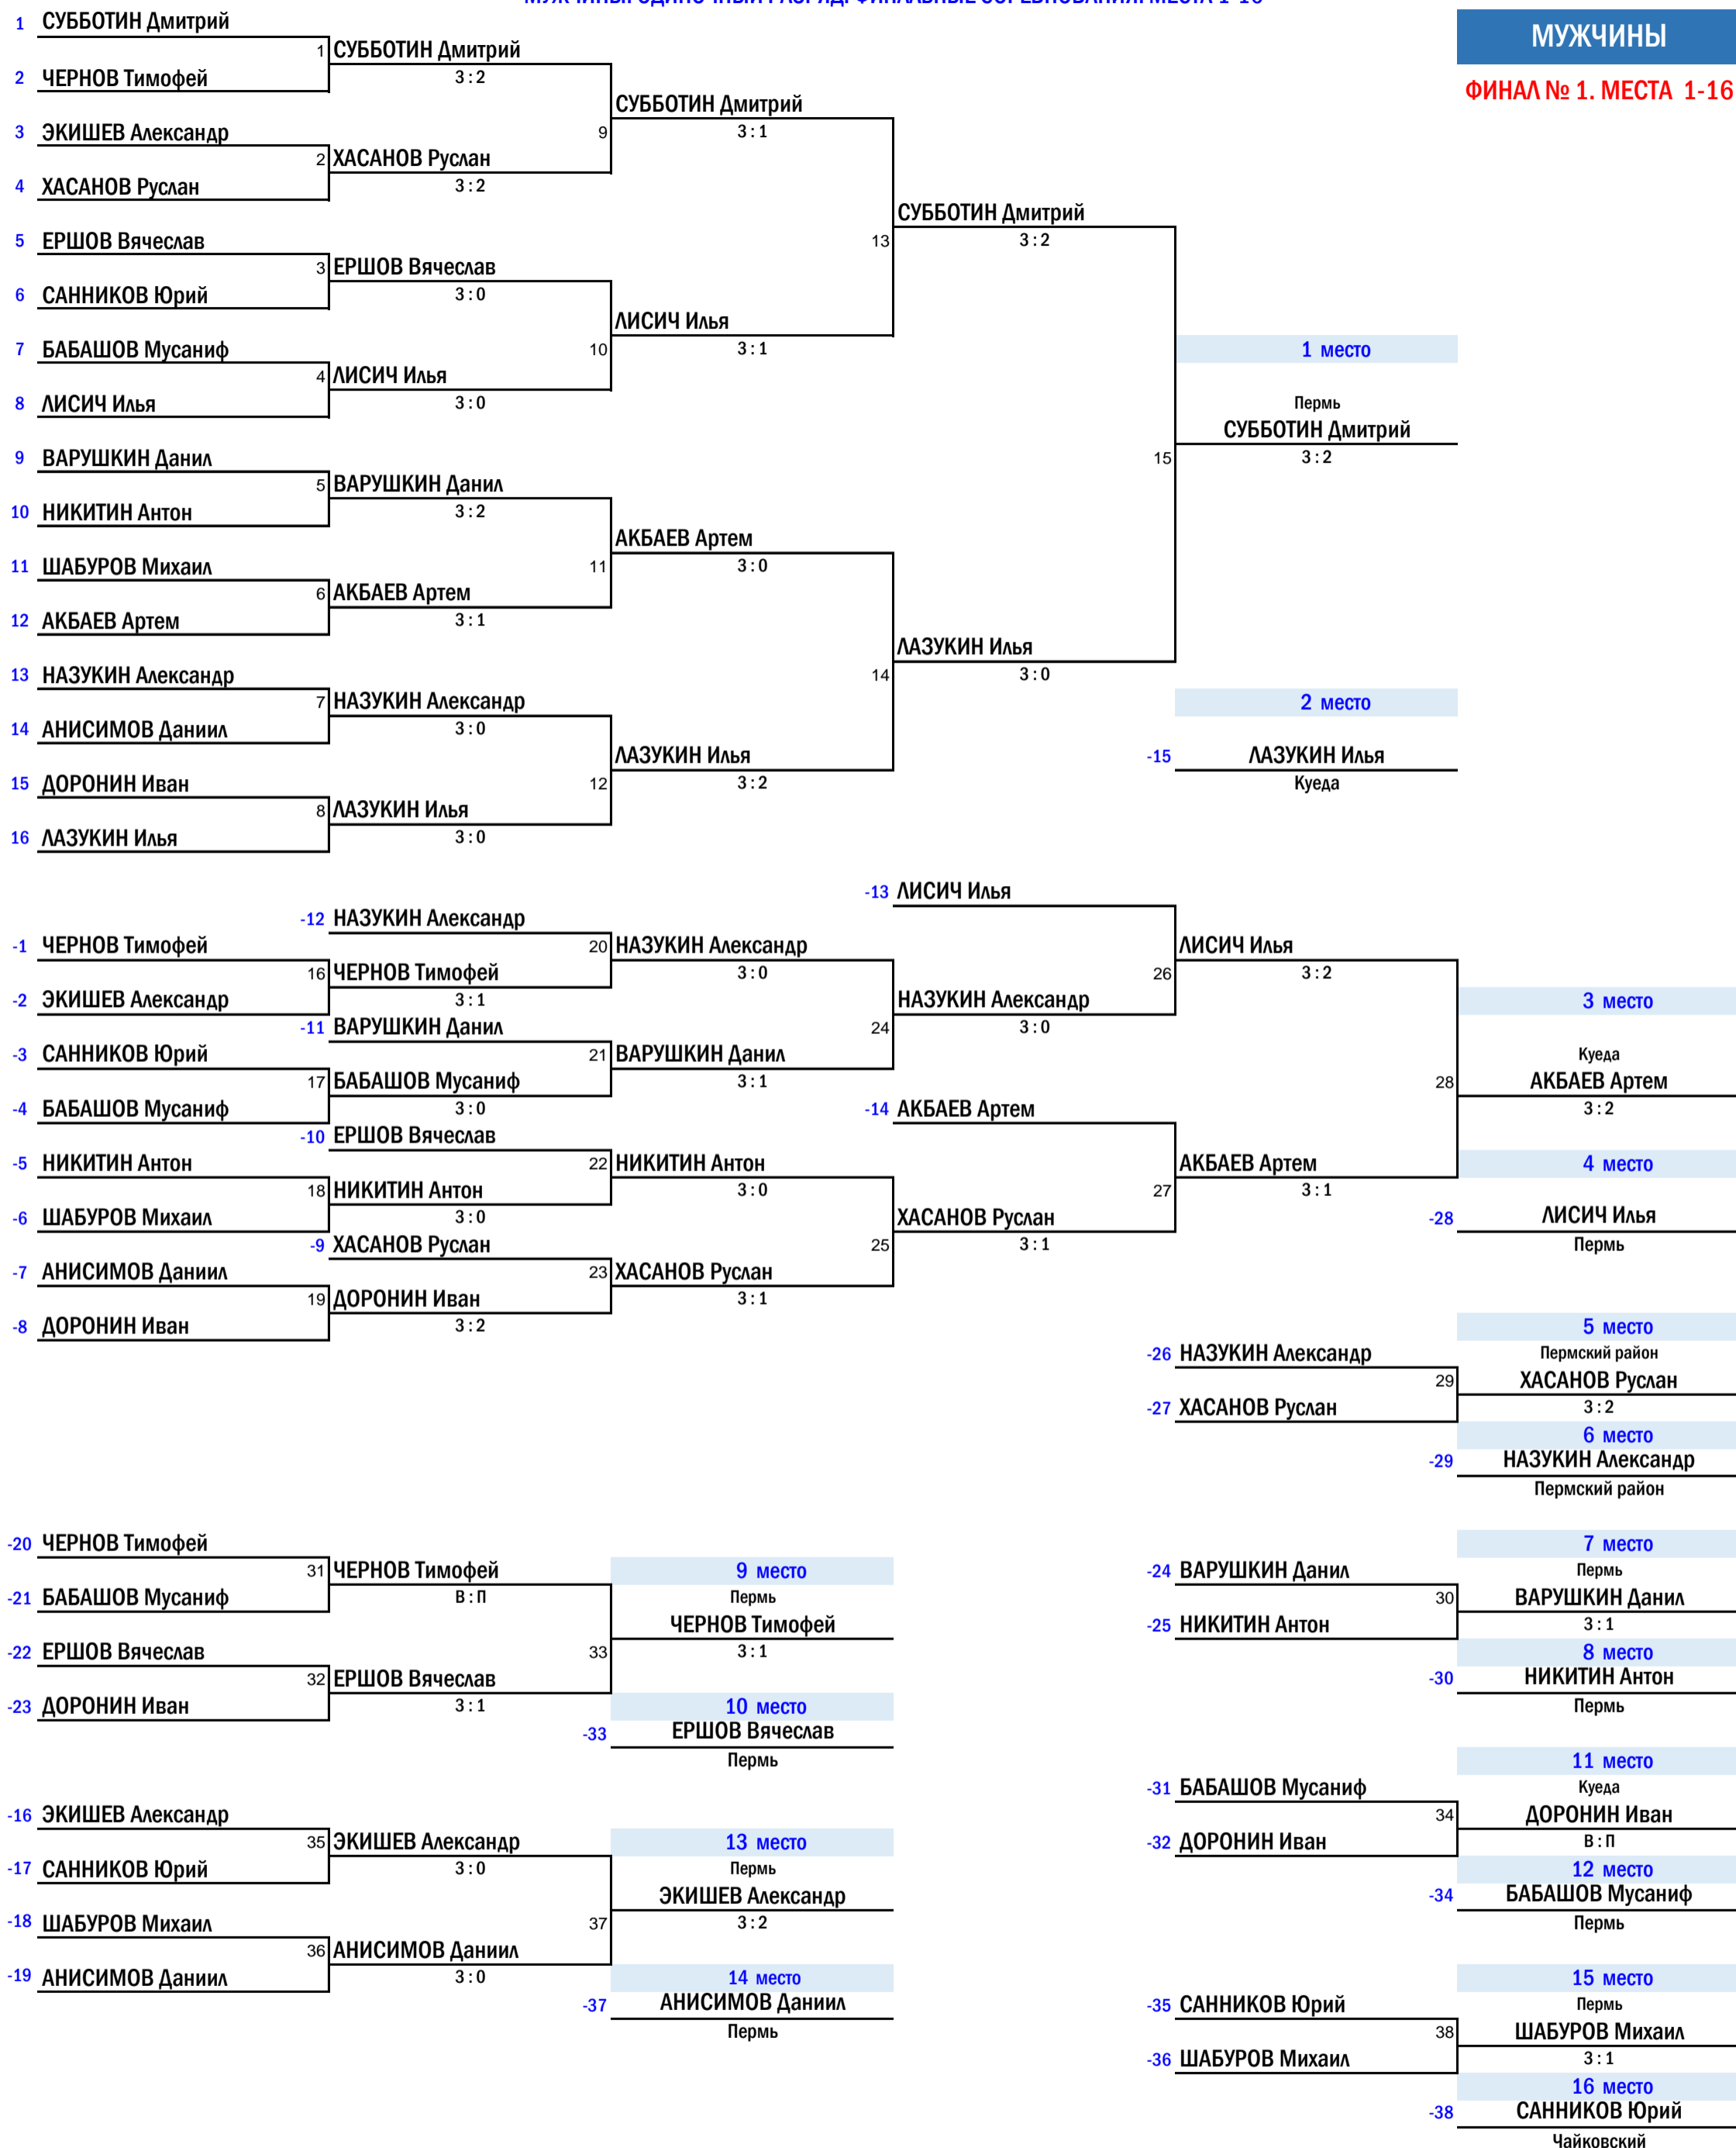 МУЖЧИНЫ
ФИНАЛ № 1. МЕСТА 1-16
1 СУББОТИН Дмитрий
1 СУББОТИН Дмитрий
2 ЧЕРНОВ Тимофей
3 : 2
СУББОТИН Дмитрий
3 ЭКИШЕВ Александр
9
3 : 1
2 ХАСАНОВ Руслан
4 ХАСАНОВ Руслан
3 : 2
СУББОТИН Дмитрий
5 ЕРШОВ Вячеслав
13
3 : 2
3 ЕРШОВ Вячеслав
6 САННИКОВ Юрий
3 : 0
ЛИСИЧ Илья
7 БАБАШОВ Мусаниф
10
3 : 1
1 место
4 ЛИСИЧ Илья
8 ЛИСИЧ Илья
3 : 0
Пермь
СУББОТИН Дмитрий
9 ВАРУШКИН Данил
15
3 : 2
5 ВАРУШКИН Данил
10 НИКИТИН Антон
3 : 2
АКБАЕВ Артем
11 ШАБУРОВ Михаил
11
3 : 0
6 АКБАЕВ Артем
12 АКБАЕВ Артем
3 : 1
ЛАЗУКИН Илья
13 НАЗУКИН Александр
14
3 : 0
7 НАЗУКИН Александр
2 место
14 АНИСИМОВ Даниил
3 : 0
ЛАЗУКИН Илья
-15 ЛАЗУКИН Илья
15 ДОРОНИН Иван
12
3 : 2
Куеда
8 ЛАЗУКИН Илья
16 ЛАЗУКИН Илья
3 : 0
-13 ЛИСИЧ Илья
-12 НАЗУКИН Александр
-1 ЧЕРНОВ Тимофей
20 НАЗУКИН Александр
ЛИСИЧ Илья
16 ЧЕРНОВ Тимофей
3 : 0
26
3 : 2
-2 ЭКИШЕВ Александр
3 : 1
НАЗУКИН Александр
3 место
-11 ВАРУШКИН Данил
24
3 : 0
-3 САННИКОВ Юрий
21 ВАРУШКИН Данил
Куеда
17 БАБАШОВ Мусаниф
3 : 1
28
АКБАЕВ Артем
-4 БАБАШОВ Мусаниф
3 : 0
-14 АКБАЕВ Артем
3 : 2
-10 ЕРШОВ Вячеслав
-5 НИКИТИН Антон
22 НИКИТИН Антон
АКБАЕВ Артем
4 место
18 НИКИТИН Антон
3 : 0
27
3 : 1
-6 ШАБУРОВ Михаил
3 : 0
ХАСАНОВ Руслан
-28 ЛИСИЧ Илья
-9 ХАСАНОВ Руслан
25
3 : 1
Пермь
-7 АНИСИМОВ Даниил
23 ХАСАНОВ Руслан
19 ДОРОНИН Иван
3 : 1
-8 ДОРОНИН Иван
3 : 2
5 место
-26 НАЗУКИН Александр
Пермский район
29
ХАСАНОВ Руслан
-27 ХАСАНОВ Руслан
3 : 2
6 место
-29 НАЗУКИН Александр
Пермский район
-20 ЧЕРНОВ Тимофей
7 место
31 ЧЕРНОВ Тимофей
9 место
-24 ВАРУШКИН Данил
Пермь
-21 БАБАШОВ Мусаниф
В : П
Пермь
30
ВАРУШКИН Данил
ЧЕРНОВ Тимофей
-25 НИКИТИН Антон
3 : 1
-22 ЕРШОВ Вячеслав
33
3 : 1
8 место
32 ЕРШОВ Вячеслав
-30 НИКИТИН Антон
-23 ДОРОНИН Иван
3 : 1
10 место
Пермь
-33 ЕРШОВ Вячеслав
Пермь
11 место
-31 БАБАШОВ Мусаниф
Куеда
-16 ЭКИШЕВ Александр
34
ДОРОНИН Иван
35 ЭКИШЕВ Александр
13 место
-32 ДОРОНИН Иван
В : П
-17 САННИКОВ Юрий
3 : 0
Пермь
12 место
ЭКИШЕВ Александр
-34 БАБАШОВ Мусаниф
-18 ШАБУРОВ Михаил
37
3 : 2
Пермь
36 АНИСИМОВ Даниил
-19 АНИСИМОВ Даниил
3 : 0
14 место
15 место
-37 АНИСИМОВ Даниил
-35 САННИКОВ Юрий
Пермь
Пермь
38
ШАБУРОВ Михаил
-36 ШАБУРОВ Михаил
3 : 1
16 место
-38 САННИКОВ Юрий
Чайковский